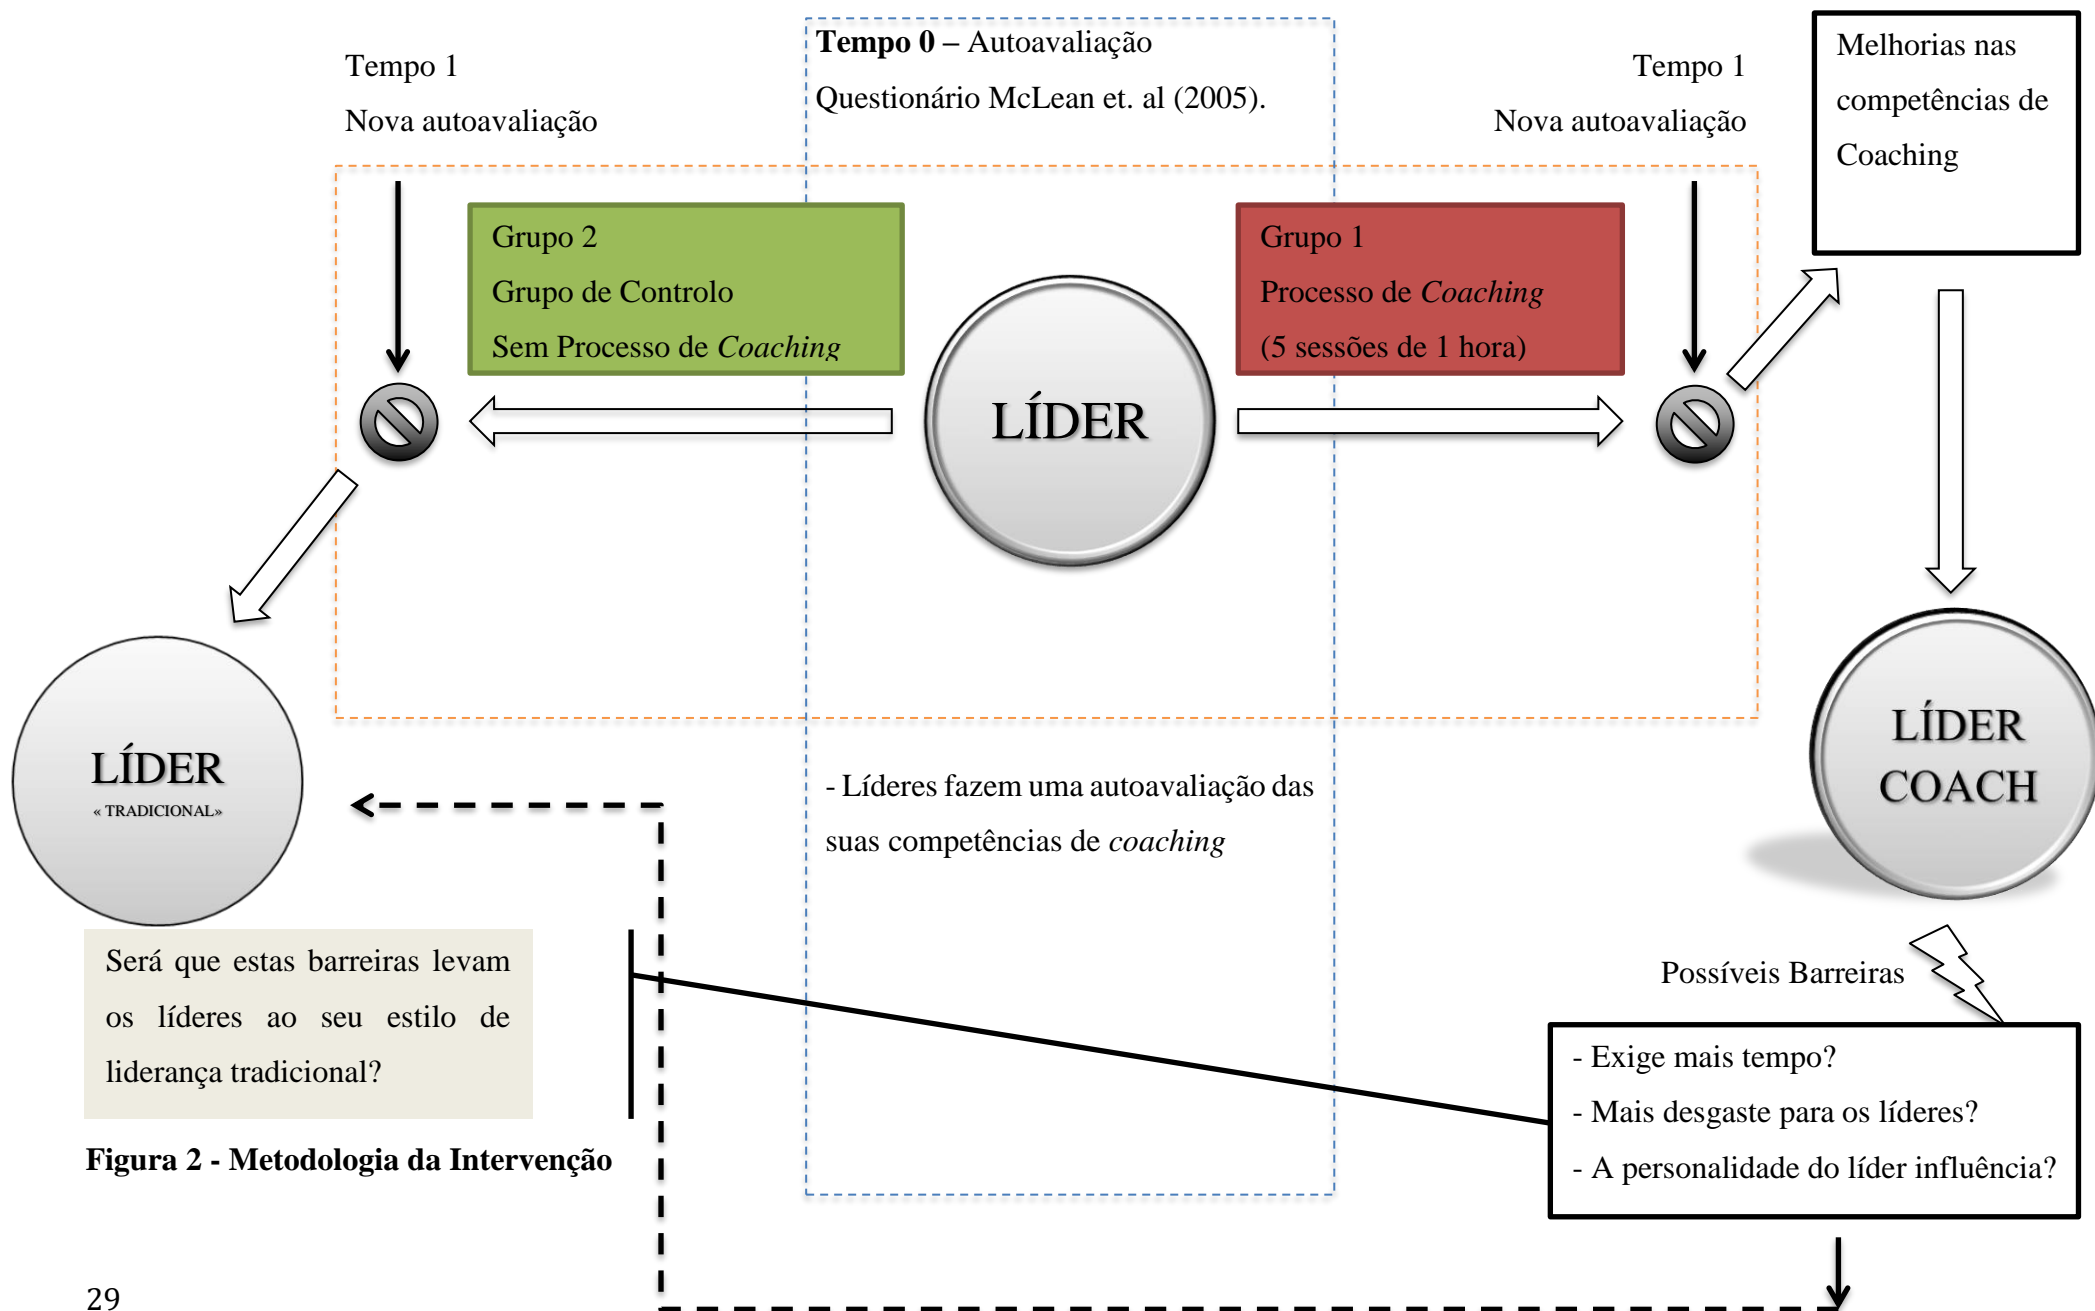 Tempo 0 – Autoavaliação
Questionário McLean et. al (2005).
Tempo 1
Nova autoavaliação
Tempo 1
Nova autoavaliação
Melhorias nas
competências de
Coaching
Grupo 2
Grupo de Controlo
Sem Processo de Coaching
Grupo 1
Processo de Coaching
(5 sessões de 1 hora)
LÍDER
LÍDER
« TRADICIONAL»
LÍDER
COACH
- Líderes fazem uma autoavaliação das
suas competências de coaching
Será que estas barreiras levam
os líderes ao seu estilo de
liderança tradicional?
Possíveis Barreiras
- Exige mais tempo?
- Mais desgaste para os líderes?
- A personalidade do líder influência?
Figura 2 - Metodologia da Intervenção
29